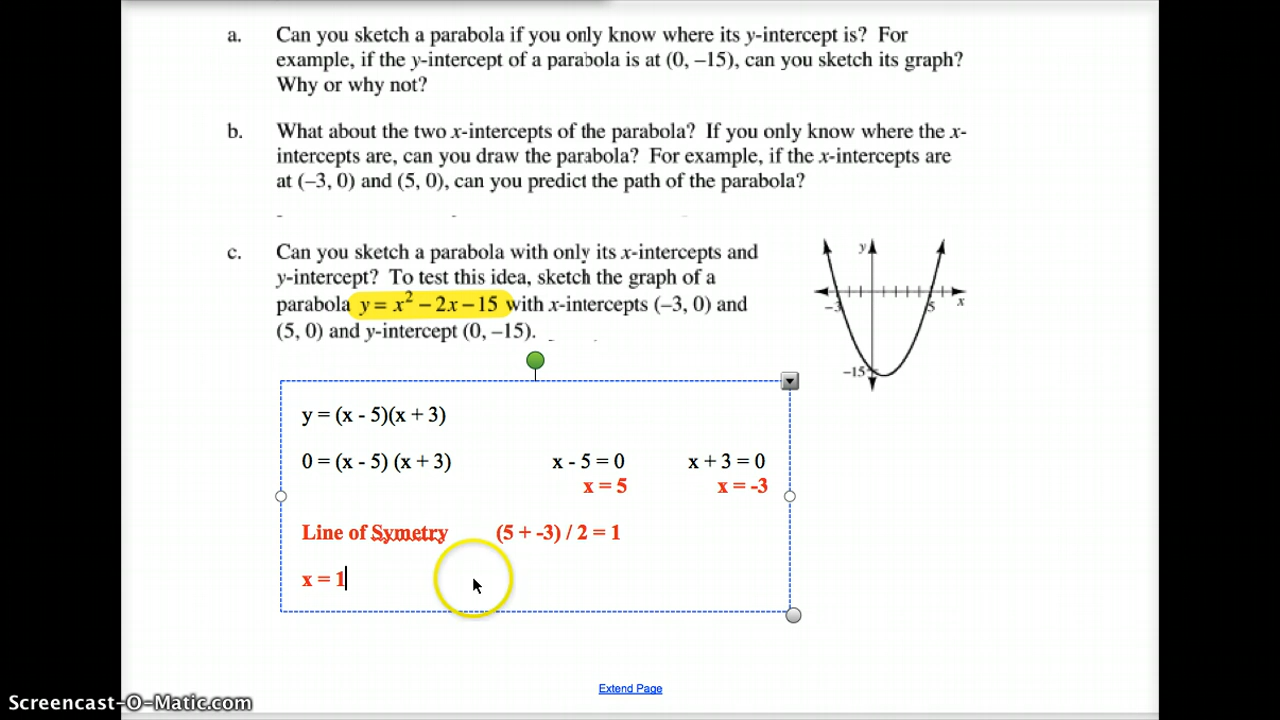 a. Can you sketch a parabola if you only know where its y-intercept is? For
example, if the y-intercept of a parabola is at (0, –15), can you sketch its graph?
Why or why not?
b. What about the two x-intercepts of the parabola? If you only know where the x-
intercepts are, can you draw the parabola? For example, if the x-intercepts are
at (–3, 0) and (5, 0), can you predict the path of the parabola?
c. Can you sketch a parabola with only its x-intercepts and
y-intercept? To test this idea, sketch the graph of a
parabola y = x² – 2x – 15 with x-intercepts (–3, 0) and
(5, 0) and y-intercept (0, –15).
y
–3
5
x
–15
y = (x - 5)(x + 3)
0 = (x - 5) (x + 3) x - 5 = 0 x + 3 = 0
x = 5 x = -3
Line of Symetry (5 + -3) / 2 = 1
x = 1
Extend Page
Screencast-O-Matic.com